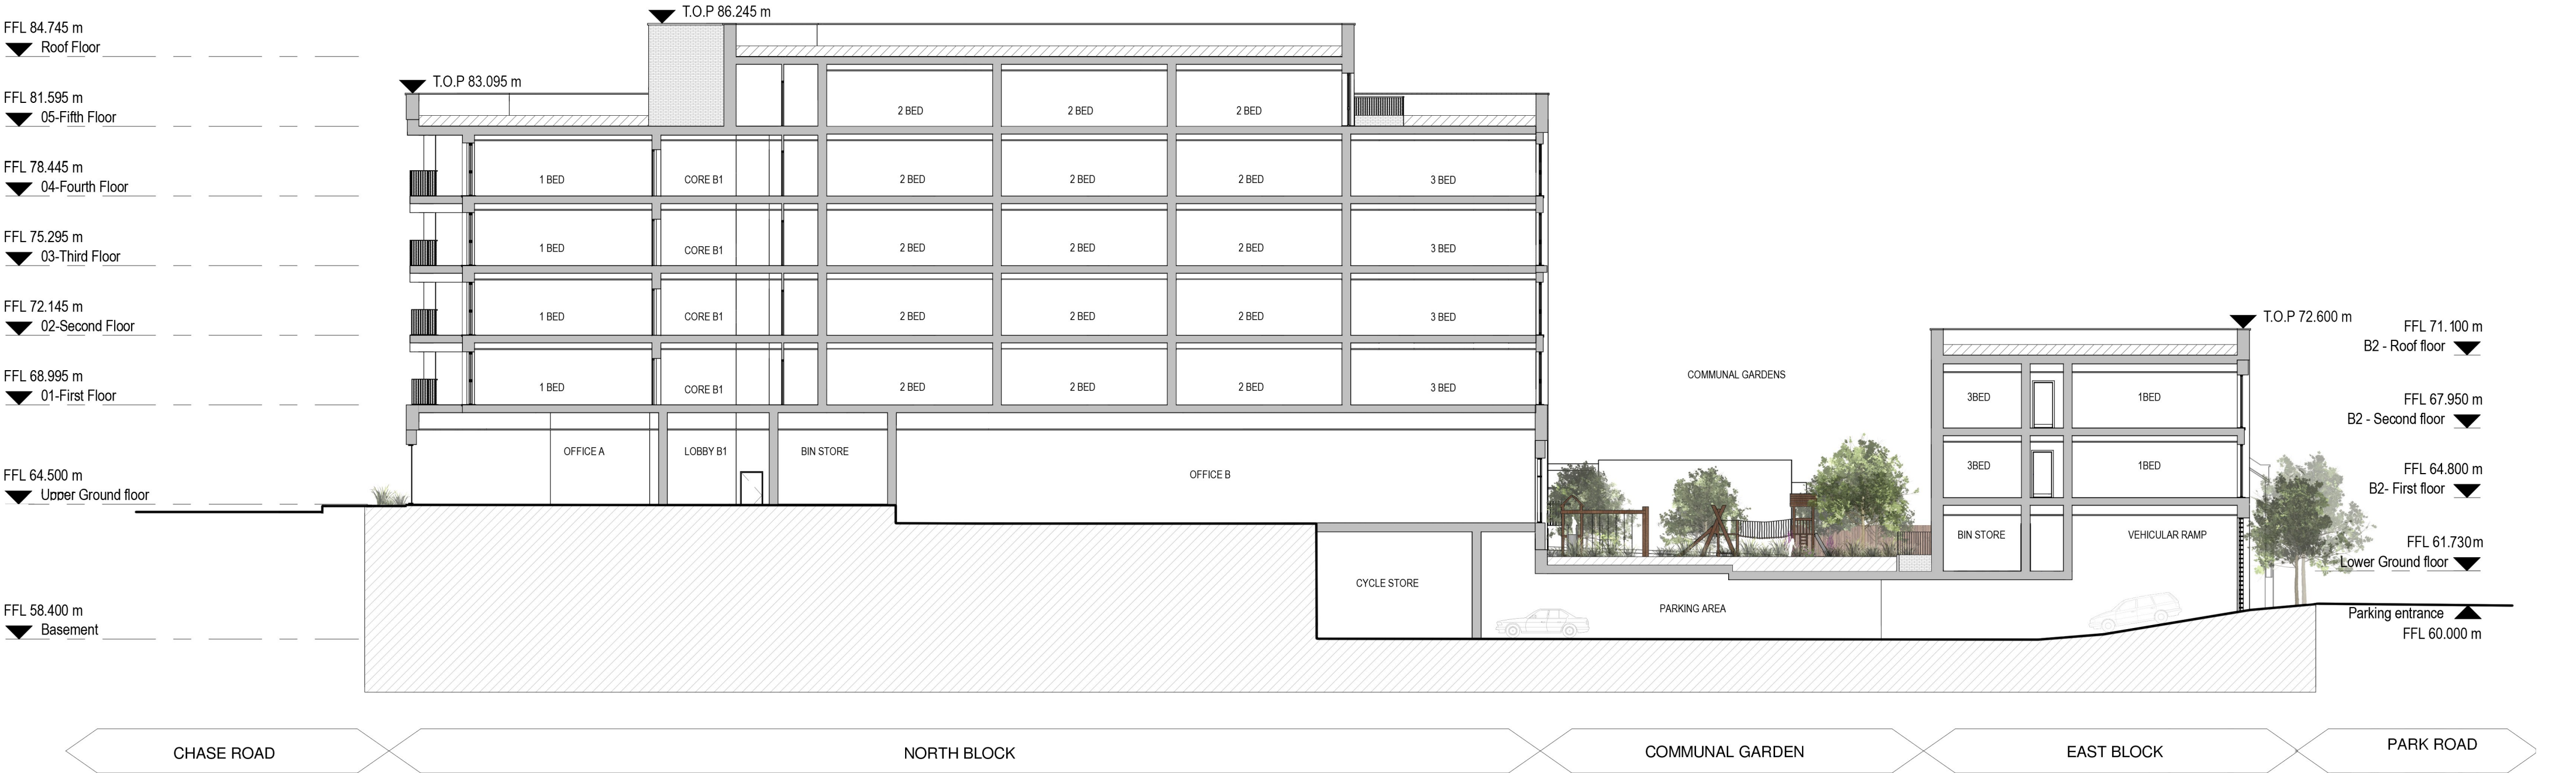 T.O.P 86.245 m
FFL 84.745 m
Roof Floor
T.O.P 83.095 m
FFL 81.595 m
05-Fifth Floor
2 BED 2 BED 2 BED
FFL 78.445 m
04-Fourth Floor
1 BED CORE B1 2 BED 2 BED 2 BED 3 BED
FFL 75.295 m
03-Third Floor
1 BED CORE B1 2 BED 2 BED 2 BED 3 BED
FFL 72.145 m
02-Second Floor
1 BED CORE B1 2 BED 2 BED 2 BED 3 BED
T.O.P 72.600 m
FFL 71.100 m
B2 - Roof floor
FFL 68.995 m
01-First Floor
1 BED CORE B1 2 BED 2 BED 2 BED 3 BED
COMMUNAL GARDENS
3BED 1BED
FFL 67.950 m
B2 - Second floor
OFFICE A LOBBY B1 BIN STORE
OFFICE B
3BED 1BED
FFL 64.800 m
B2- First floor
FFL 64.500 m
Upper Ground floor
BIN STORE VEHICULAR RAMP
FFL 61.730m
Lower Ground floor
CYCLE STORE
PARKING AREA
FFL 58.400 m
Basement
Parking entrance
FFL 60.000 m
CHASE ROAD NORTH BLOCK COMMUNAL GARDEN EAST BLOCK PARK ROAD